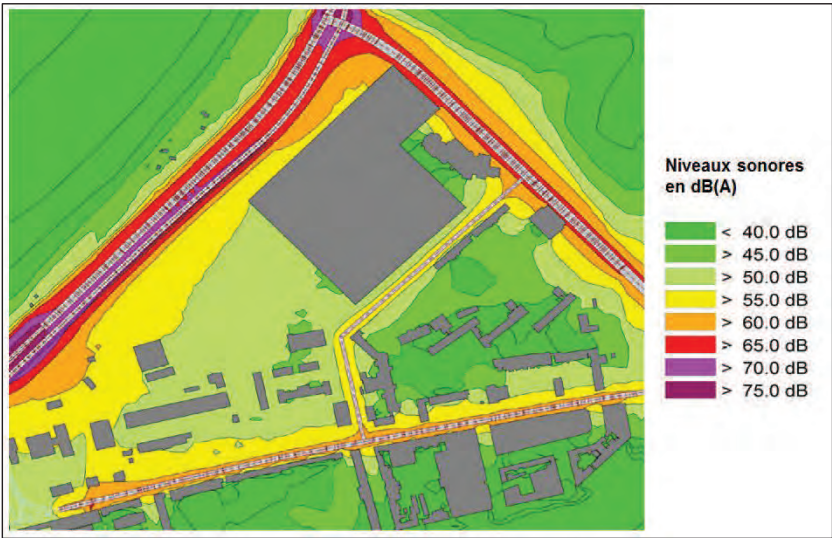 Niveaux sonores
en dB(A)
< 40.0 dB
> 45.0 dB
> 50.0 dB
> 55.0 dB
> 60.0 dB
> 65.0 dB
> 70.0 dB
> 75.0 dB